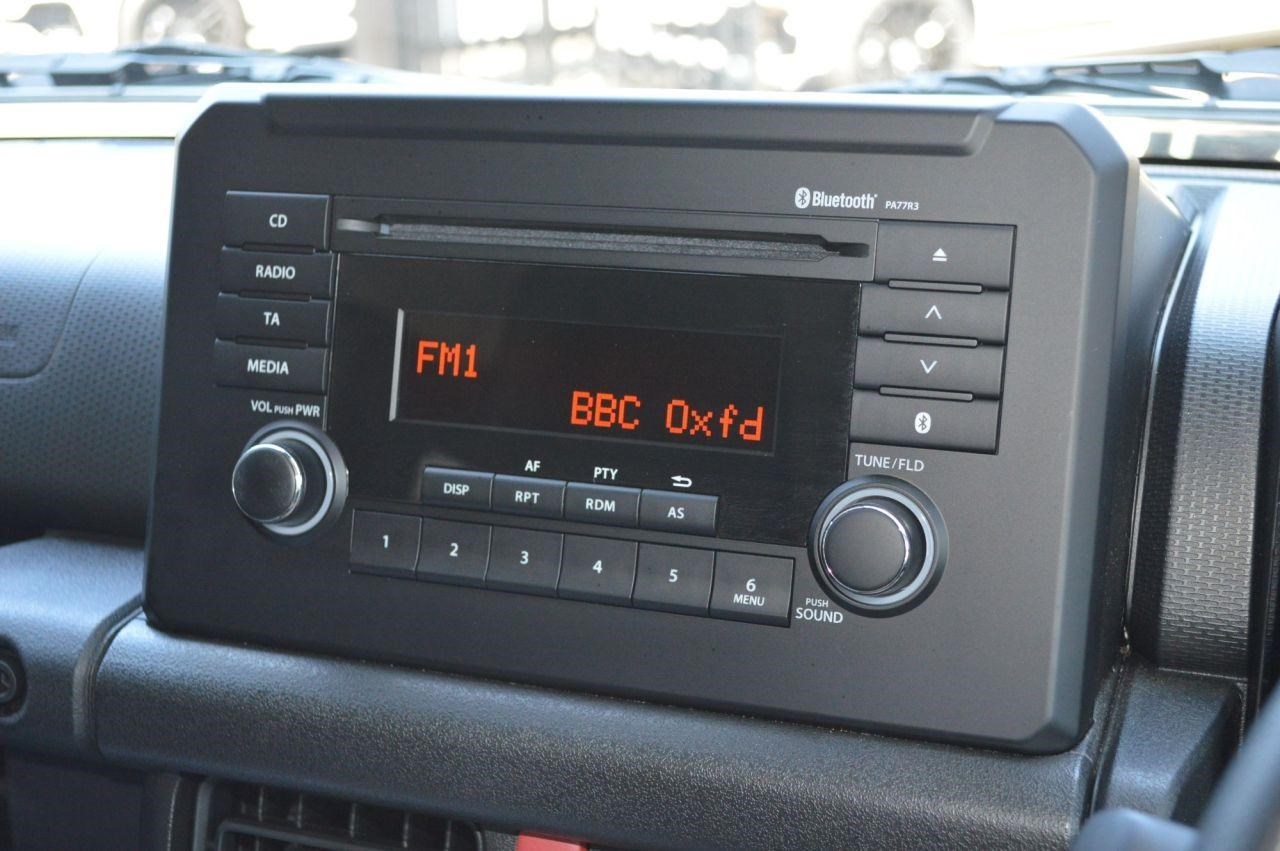 Bluetooth PA77R3
CD
RADIO
TA
MEDIA
VOL PUSH PWR
FM1
BBC Oxfd
AF PTY
DISP RPT RDM AS
1 2 3 4 5 6
MENU
TUNE/FLD
PUSH
SOUND